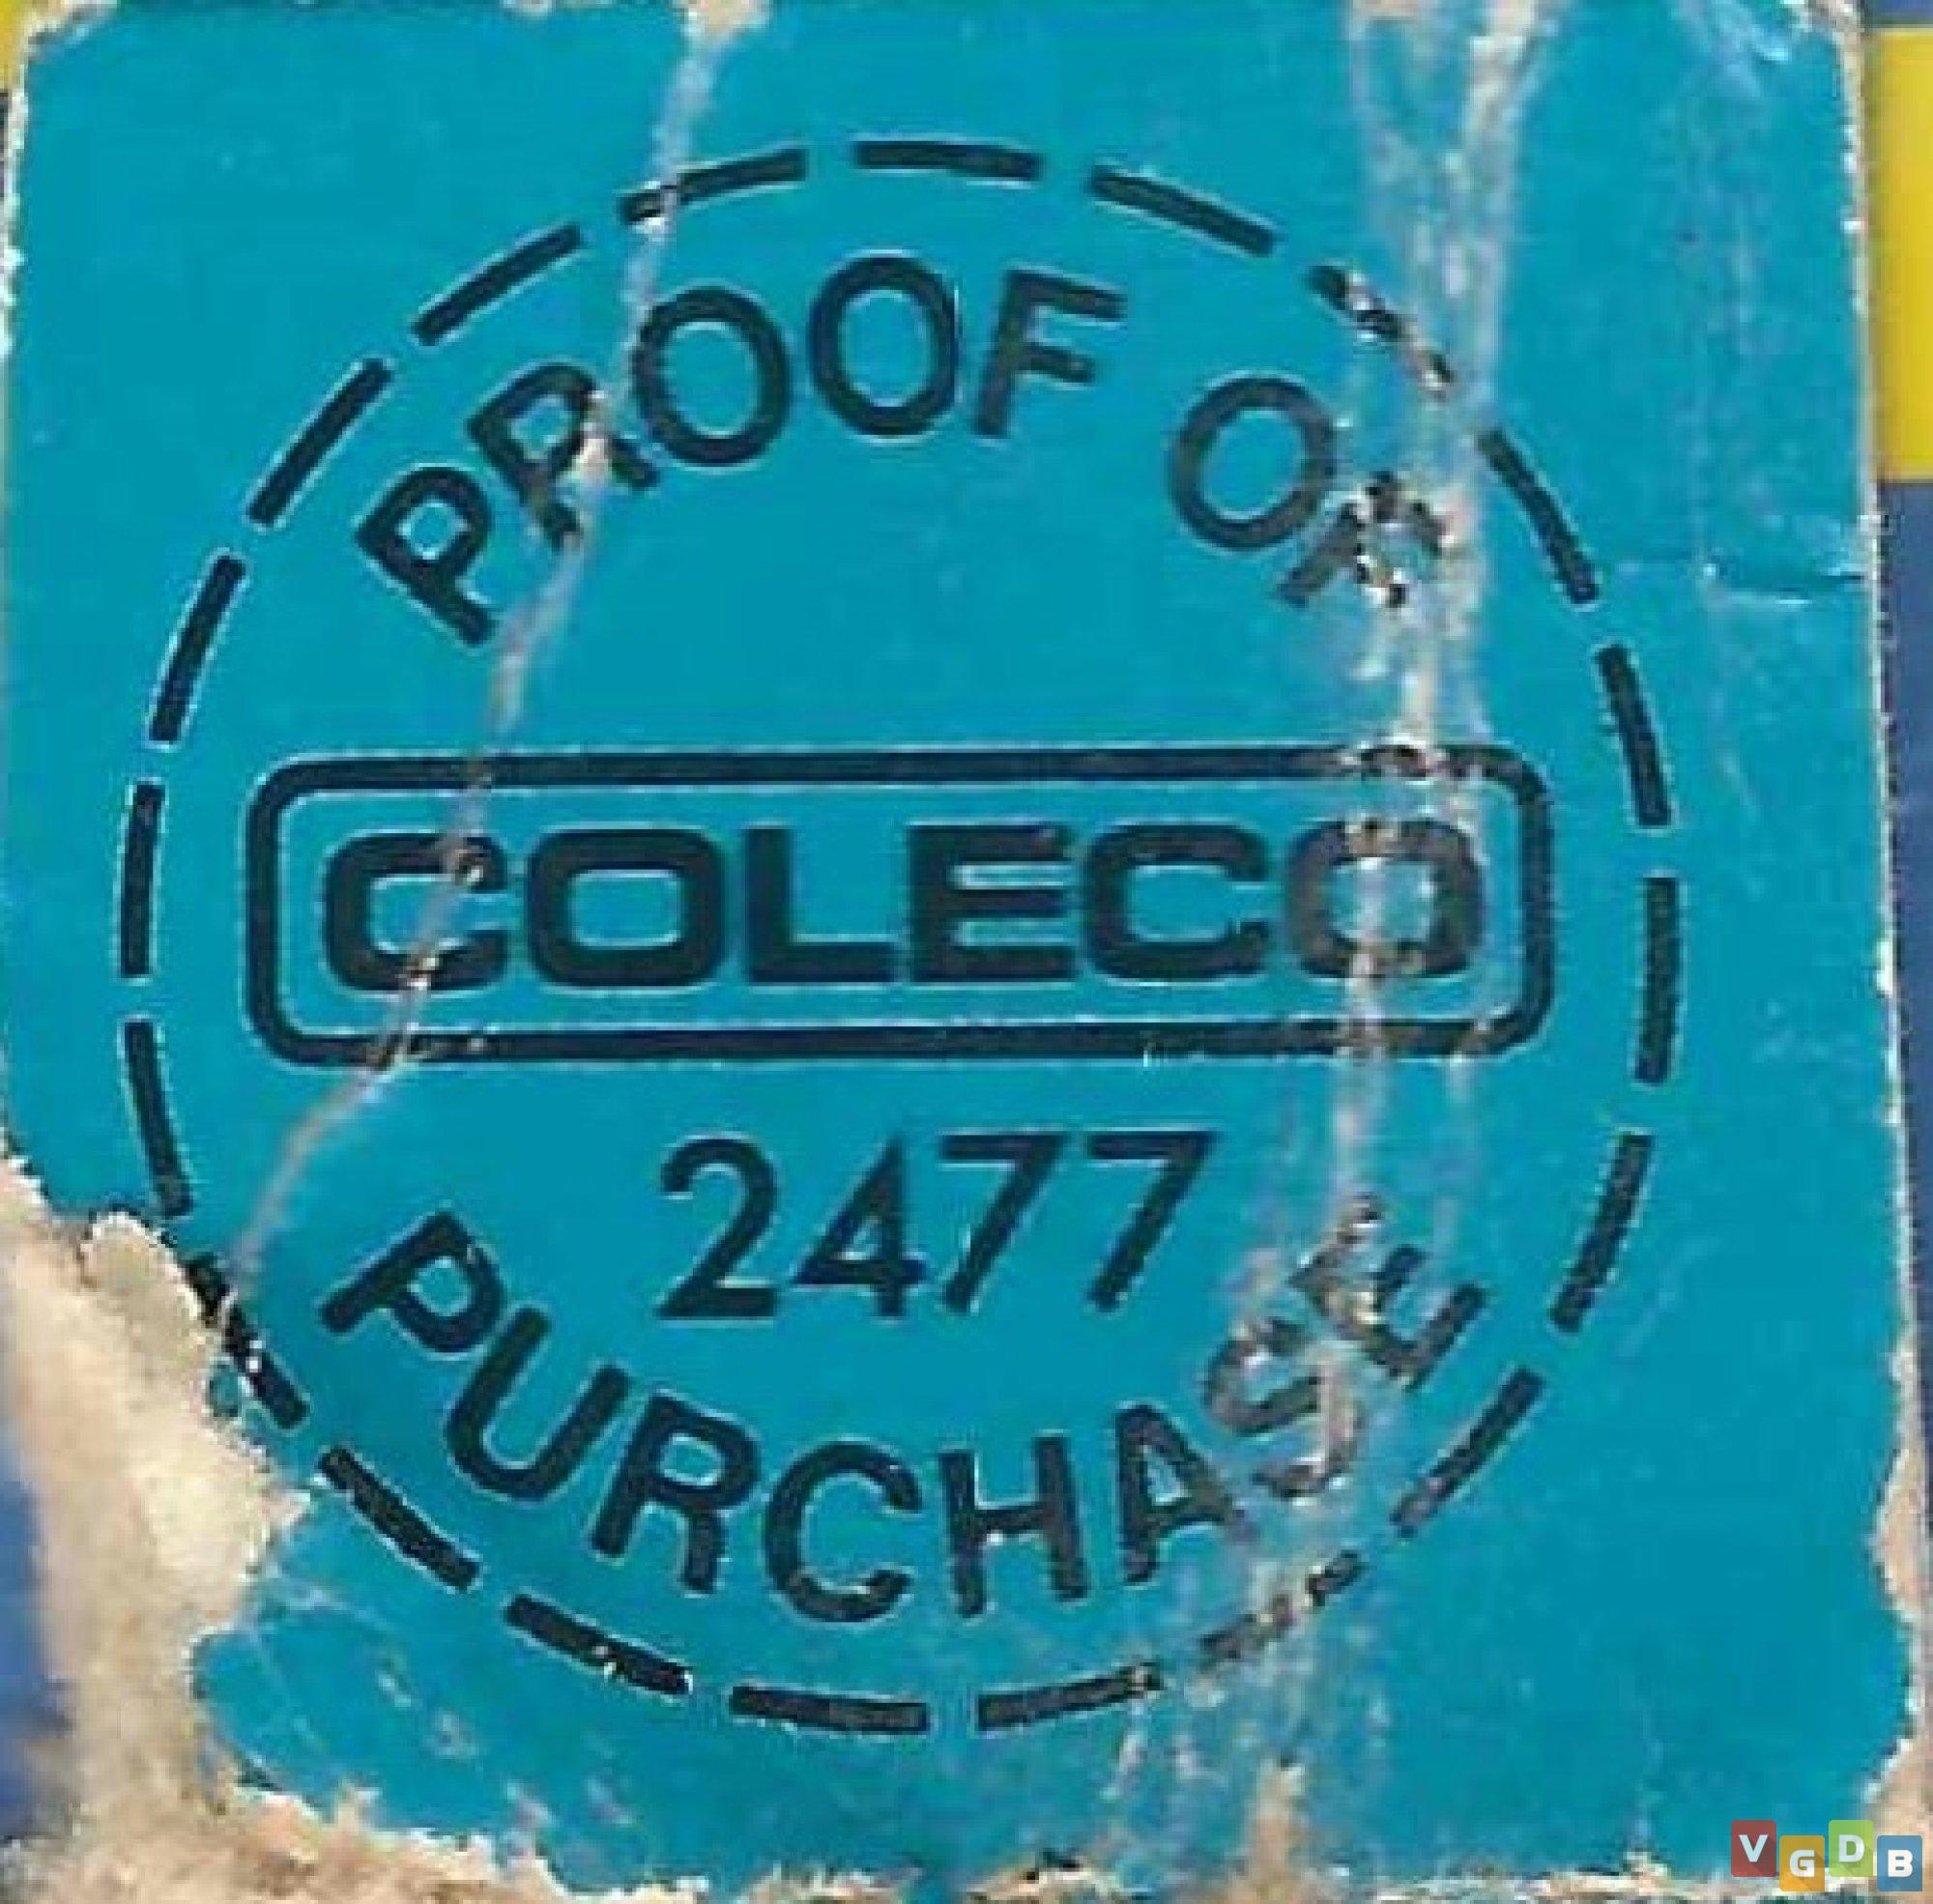 PROOF OF
COLECO
2477
PURCHASE
VGDB